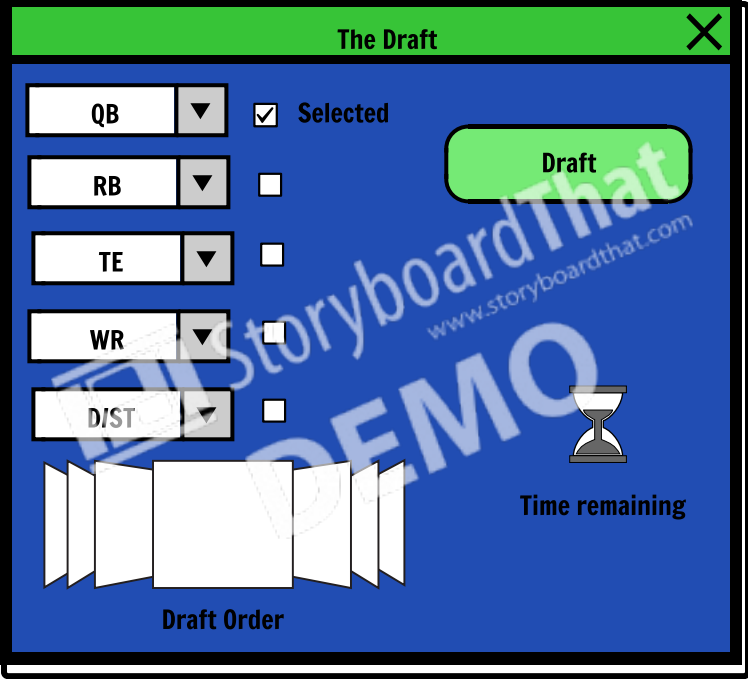 The Draft
QB
Selected
Draft
RB
TE
WR
D/ST
StoryboardThat
www.storyboardthat.com
DEMO
Time remaining
Draft Order